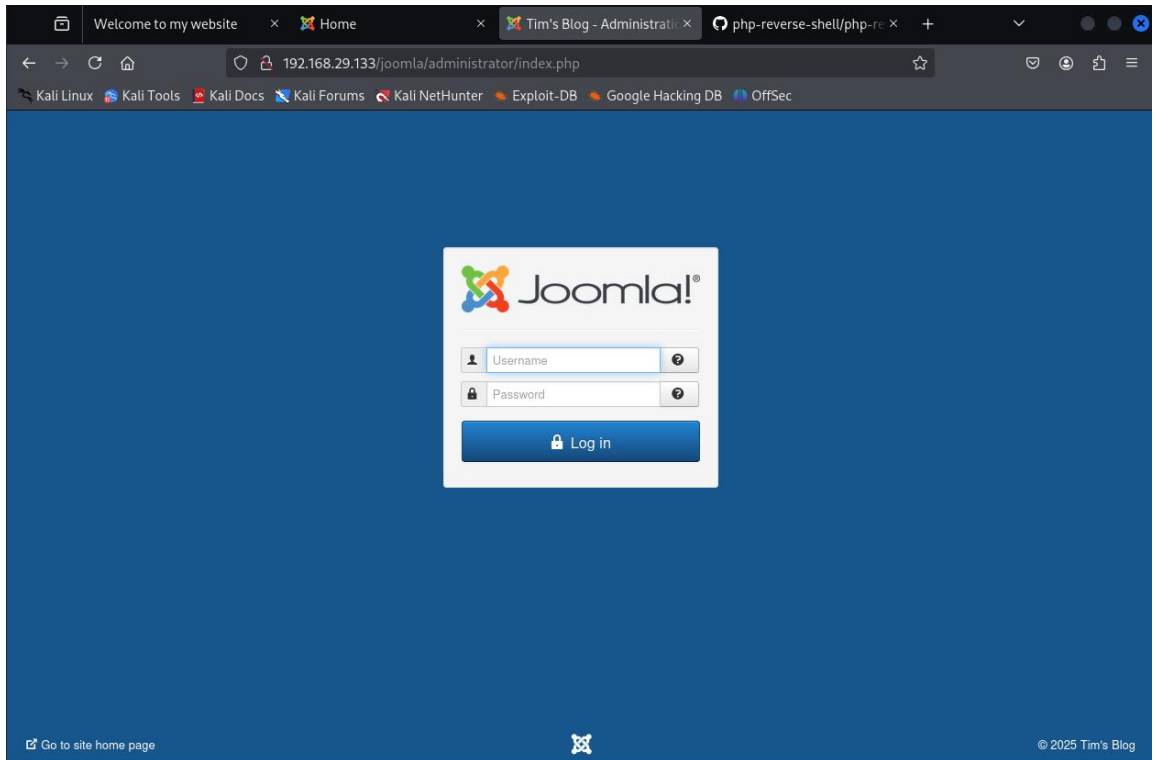 Welcome to my website
Home
Tim's Blog - Administratio
php-reverse-shell/php-re
192.168.29.133/joomla/administrator/index.php
Kali Linux Kali Tools Kali Docs Kali Forums Kali NetHunter Exploit-DB Google Hacking DB OffSec
Joomla!®
Username
Password
Log in
Go to site home page
© 2025 Tim's Blog